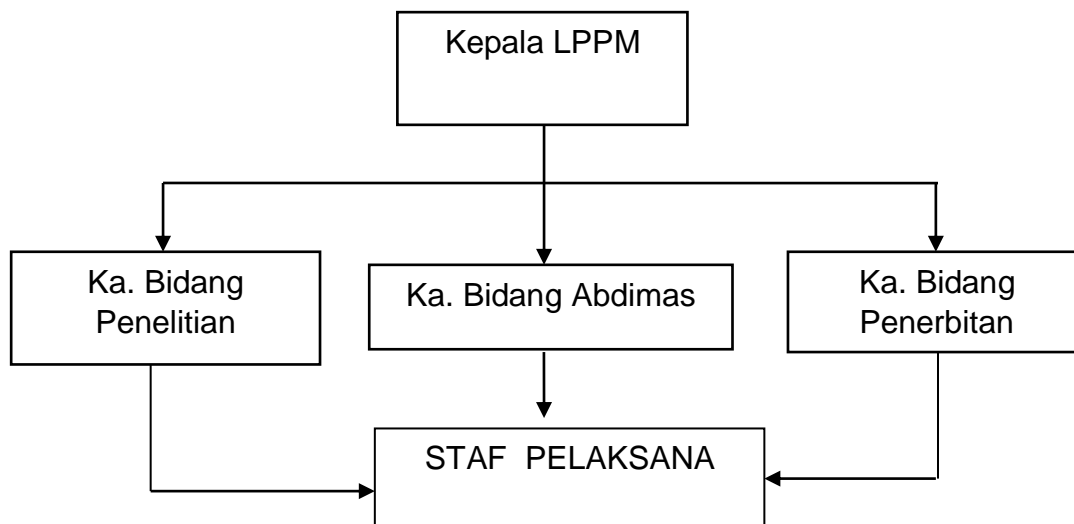 Kepala LPPM
Ka. Bidang
Penelitian
Ka. Bidang Abdimas
Ka. Bidang
Penerbitan
STAF PELAKSANA